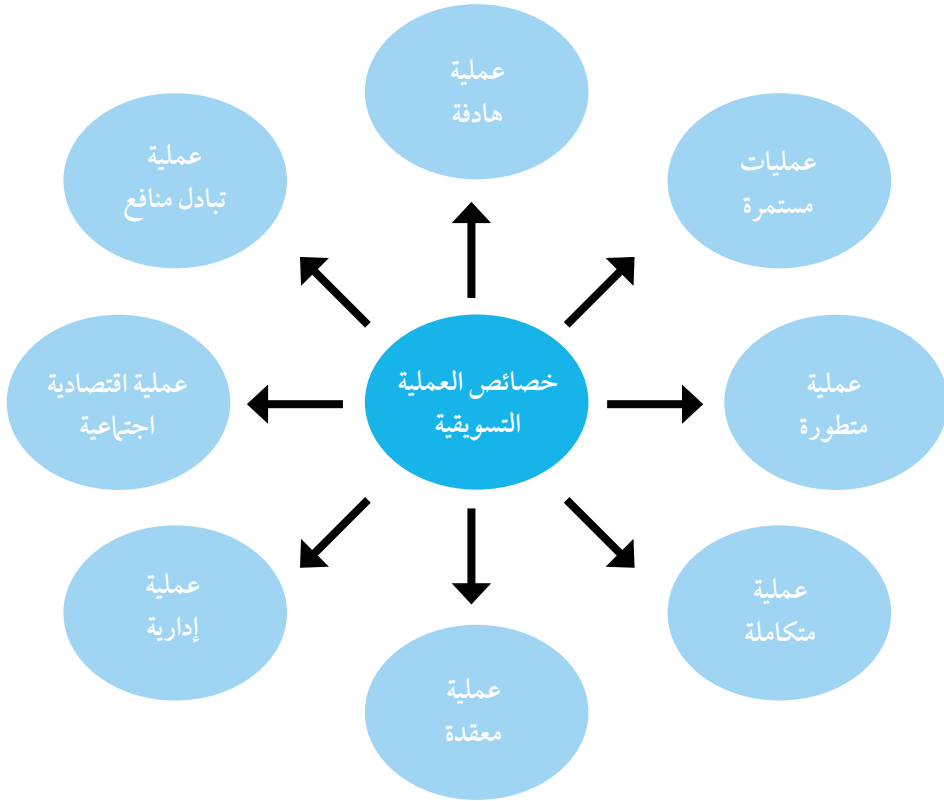 عملية
هادفة
عمليات
مستمرة
عملية
تبادل منافع
خصائص العملية
التسويقية
عملية
متطورة
عملية اقتصادية
اجتماعية
عملية
متكاملة
عملية
إدارية
عملية
معقدة